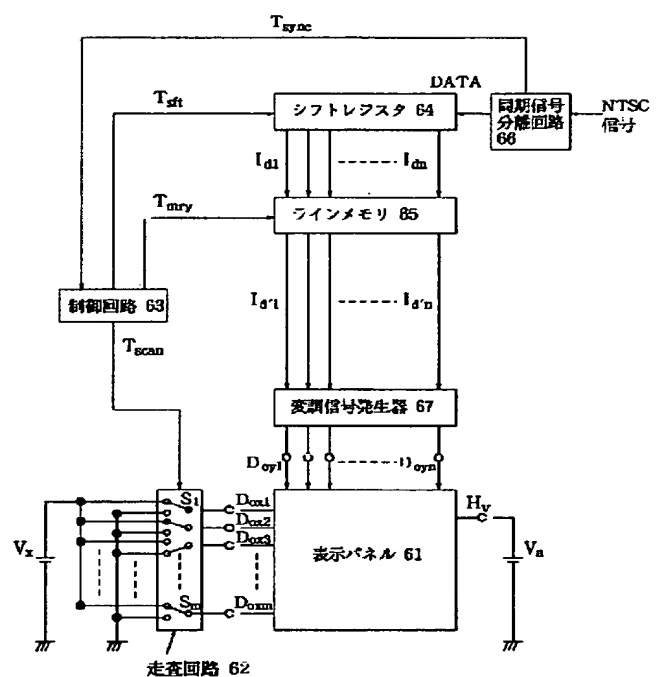 Tsync
DATA
Tsft
シフトレジスタ 64
同期信号
分離回路
66
NTSC
信号
Id1
Idn
Tmry
ラインメモリ 65
Id'1
Id'n
制御回路 63
Tscan
変調信号発生器 67
Doy1
Doyn
S1
Dox1
Dox2
Dox3
Hv
Vx
表示パネル 61
Va
Sm
Doxm
走査回路 62